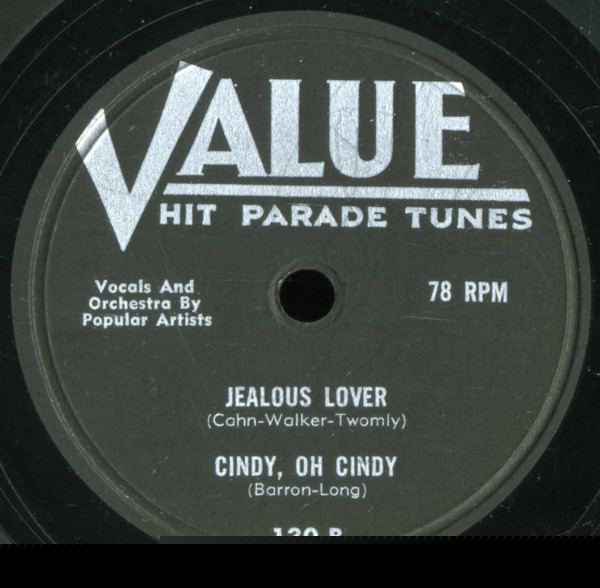 VALUE
HIT PARADE TUNES
Vocals And
Orchestra By
Popular Artists
78 RPM
JEALOUS LOVER
(Cahn-Walker-Twomly)
CINDY, OH CINDY
(Barron-Long)